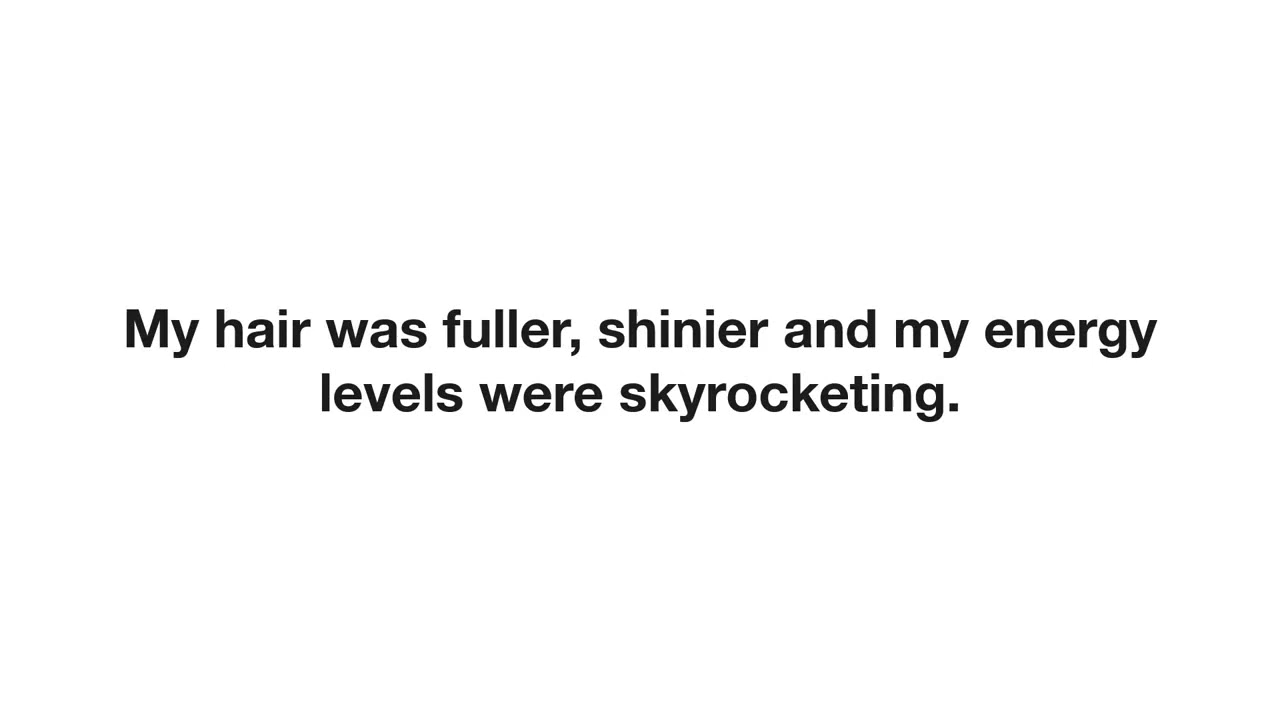 My hair was fuller, shinier and my energy
levels were skyrocketing.